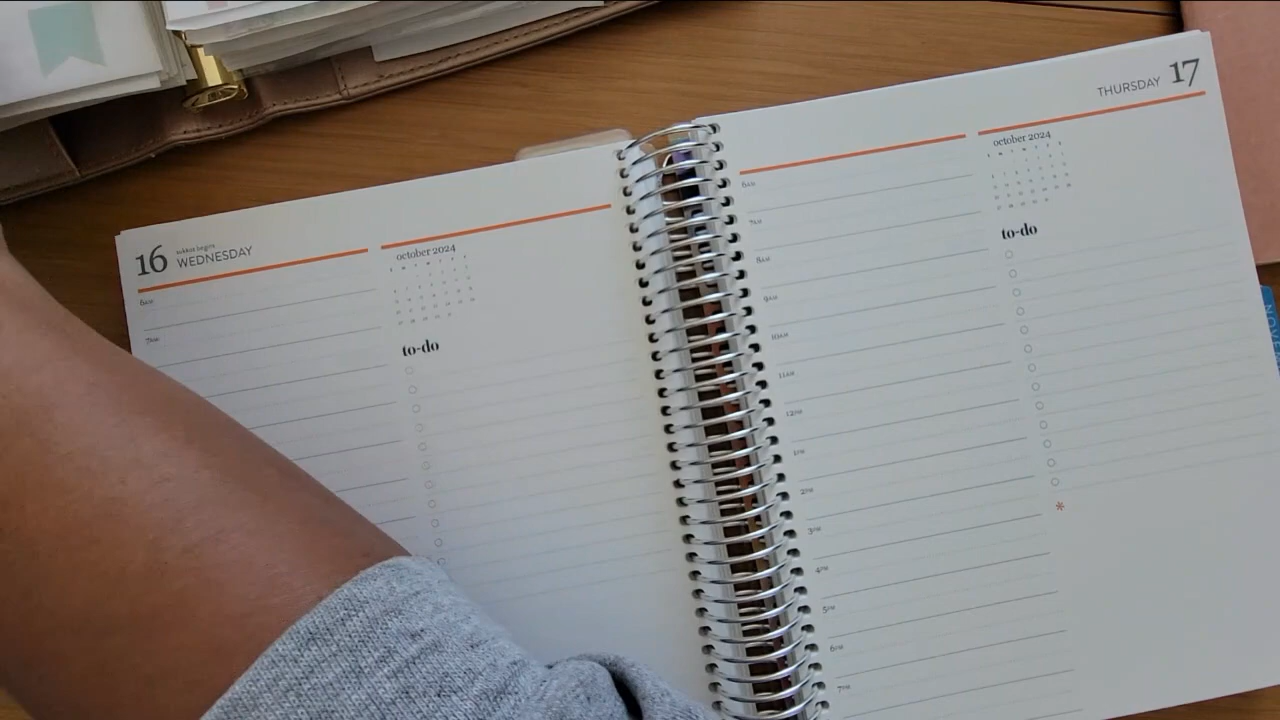 16
sukkot begins
WEDNESDAY
6AM
7AM
october 2024
to-do
THURSDAY 17
6AM
7AM
8AM
9AM
10AM
11AM
12PM
1PM
2PM
3PM
4PM
5PM
6PM
7PM
october 2024
to-do
*